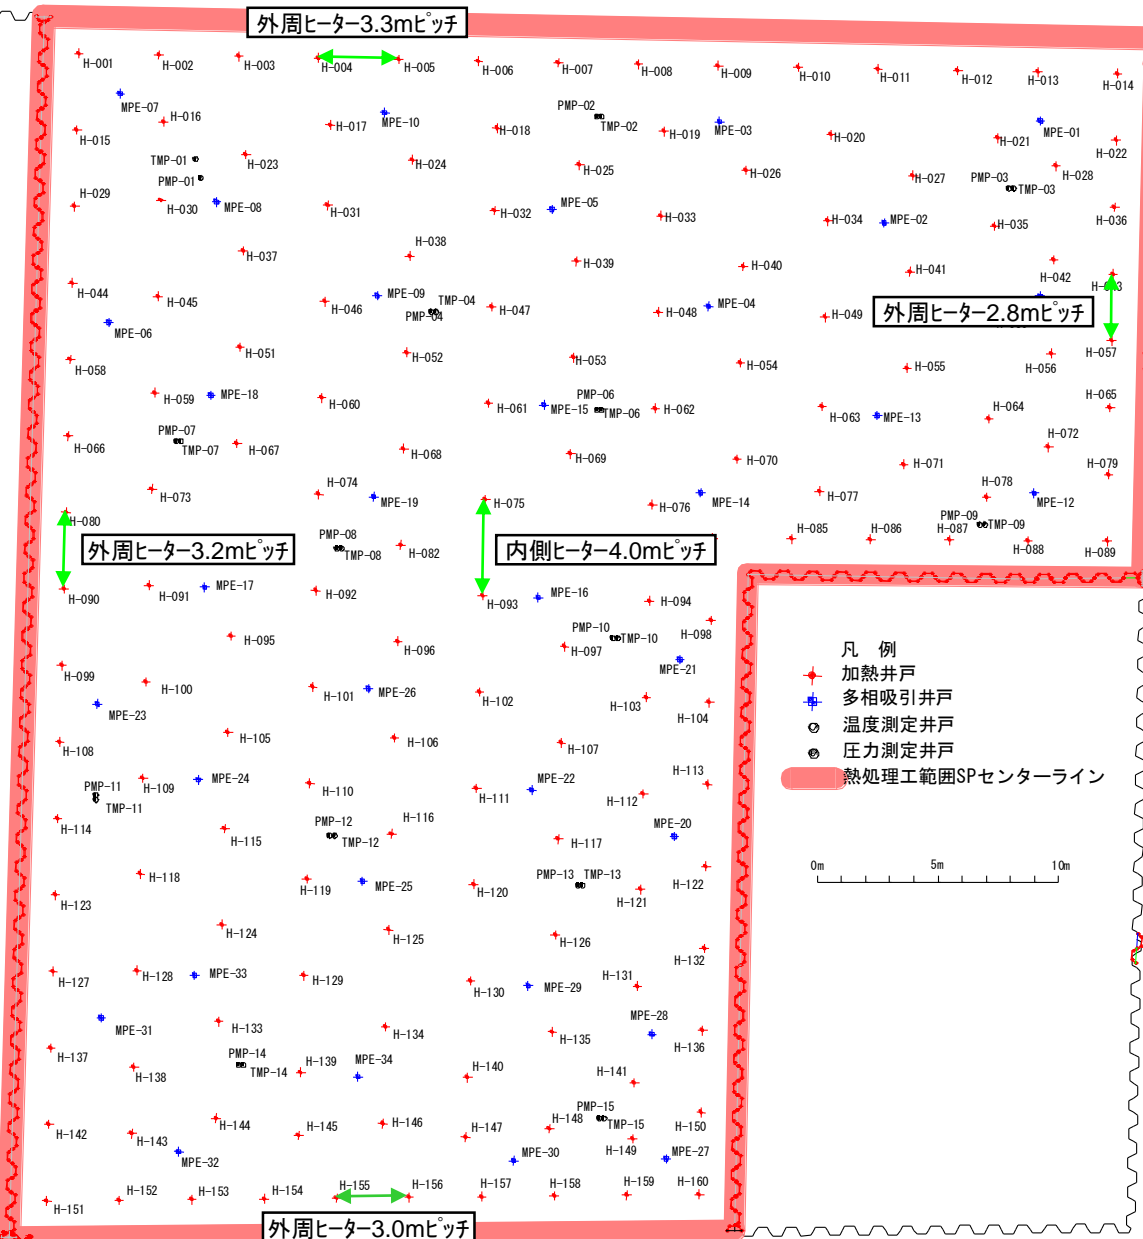 外周ヒーター3.3mピッチ
H-001
H-002
H-003
H-004
H-005
H-006
H-007
H-008
H-009
H-010
H-011
H-012
H-013
H-014
MPE-07
H-016
H-015
H-017
MPE-10
H-018
PMP-02
TMP-02
H-019
MPE-03
H-020
H-021
MPE-01
H-022
TMP-01
PMP-01
H-023
H-024
H-025
H-026
H-027
H-028
PMP-03
TMP-03
H-029
H-030
MPE-08
H-031
H-032
MPE-05
H-033
H-034
MPE-02
H-035
H-036
H-037
H-038
H-039
H-040
H-041
H-042
H-044
H-045
H-046
MPE-09
TMP-04
PMP-04
H-047
H-048
MPE-04
H-049
外周ヒーター2.8mピッチ
MPE-06
H-051
H-052
H-053
H-054
H-055
H-056
H-057
H-058
H-059
MPE-18
H-060
H-061
MPE-15
PMP-06
TMP-06
H-062
H-063
MPE-13
H-064
H-065
H-066
PMP-07
TMP-07
H-067
H-068
H-069
H-070
H-071
H-072
H-073
H-074
MPE-19
H-075
H-076
MPE-14
H-077
H-078
MPE-12
H-079
H-080
外周ヒーター3.2mピッチ
PMP-08
TMP-08
H-082
内側ヒーター4.0mピッチ
H-085
H-086
H-087
PMP-09
TMP-09
H-088
H-089
H-090
H-091
MPE-17
H-092
H-093
MPE-16
H-094
H-095
H-096
PMP-10
TMP-10
H-097
H-098
MPE-21
H-099
H-100
H-101
MPE-26
H-102
H-103
H-104
MPE-23
H-105
H-106
H-107
H-108
H-109
MPE-24
H-110
H-111
MPE-22
H-112
H-113
PMP-11
TMP-11
H-114
H-115
PMP-12
TMP-12
H-116
H-117
MPE-20
H-118
H-119
MPE-25
H-120
PMP-13
TMP-13
H-121
H-122
H-123
H-124
H-125
H-126
H-127
H-128
MPE-33
H-129
H-130
MPE-29
H-131
H-132
MPE-31
H-133
H-134
H-135
MPE-28
H-136
H-137
H-138
PMP-14
TMP-14
H-139
MPE-34
H-140
H-141
H-142
H-143
H-144
H-145
H-146
H-147
H-148
PMP-15
TMP-15
H-149
H-150
MPE-32
MPE-30
MPE-27
H-151
H-152
H-153
H-154
H-155
H-156
H-157
H-158
H-159
H-160
外周ヒーター3.0mピッチ
凡 例
加熱井戸
多相吸引井戸
温度測定井戸
圧力測定井戸
熱処理工範囲SPセンターライン
0m 5m 10m